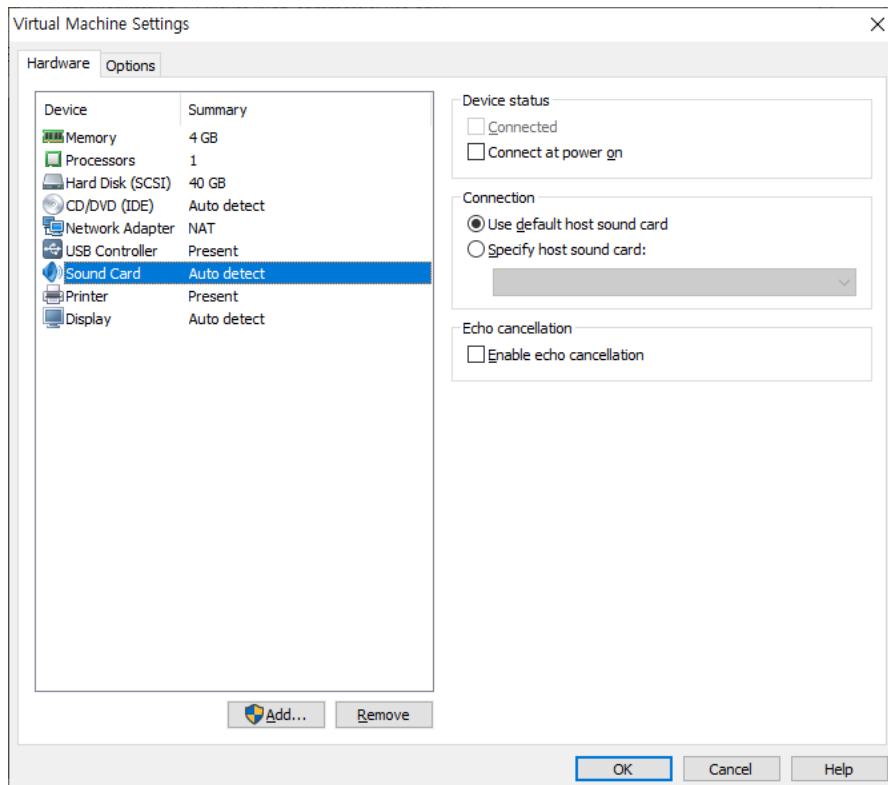 Virtual Machine Settings
Hardware
Options
Device Summary
Memory 4 GB
Processors 1
Hard Disk (SCSI) 40 GB
CD/DVD (IDE) Auto detect
Network Adapter NAT
USB Controller Present
Sound Card Auto detect
Printer Present
Display Auto detect
Add...
Remove
Device status
Connected
Connect at power on
Connection
Use default host sound card
Specify host sound card:
Echo cancellation
Enable echo cancellation
OK
Cancel
Help